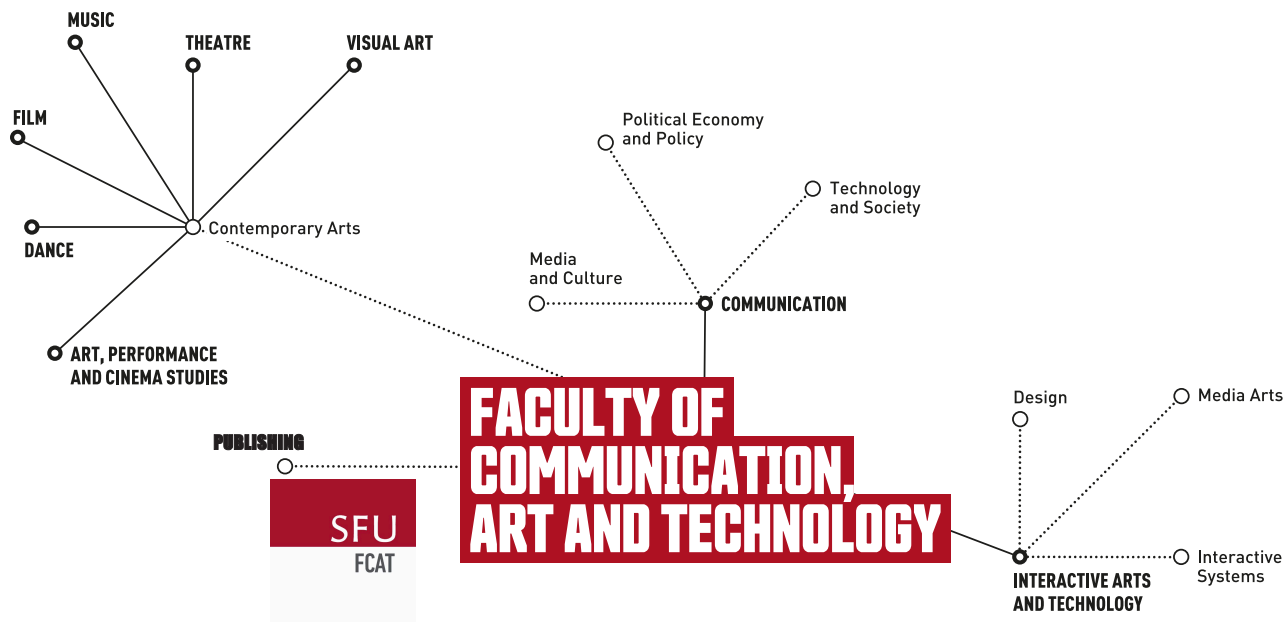 MUSIC
THEATRE
VISUAL ART
FILM
Contemporary Arts
DANCE
ART, PERFORMANCE
AND CINEMA STUDIES
Political Economy
and Policy
Technology
and Society
Media
and Culture
COMMUNICATION
FACULTY OF
COMMUNICATION,
ART AND TECHNOLOGY
PUBLISHING
SFU
FCAT
Design
Media Arts
Interactive
Systems
INTERACTIVE ARTS
AND TECHNOLOGY